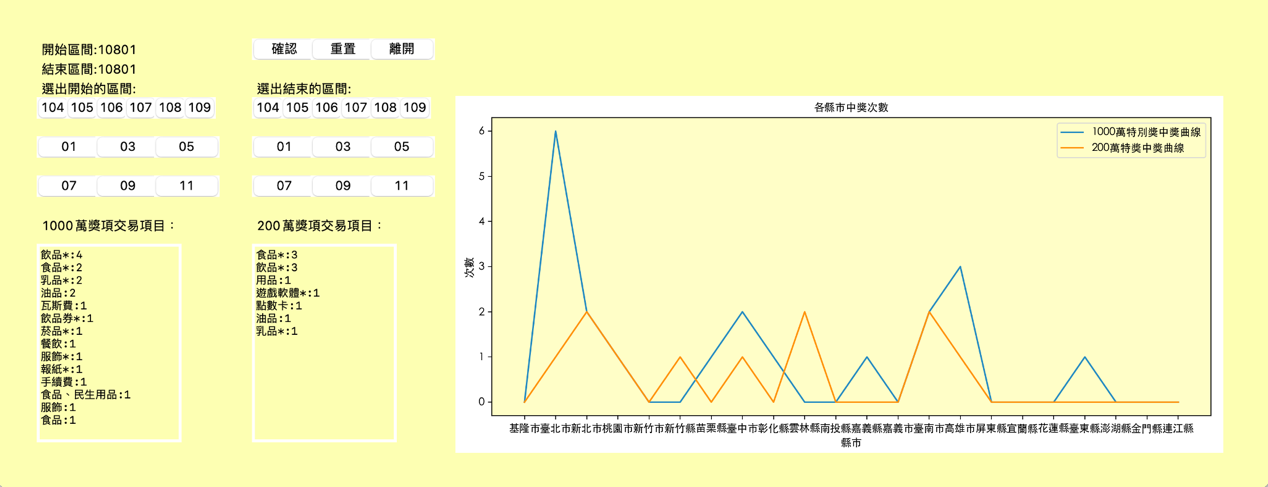 開始區間:10801
結束區間:10801
選出開始的區間:
104 105 106 107 108 109
01 03 05
07 09 11
確認 重置 離開
選出結束的區間:
104 105 106 107 108 109
01 03 05
07 09 11
1000萬獎項交易項目：
飲品*:4
食品*:2
乳品*:2
油品:2
瓦斯費:1
飲品券*:1
菸品*:1
餐飲:1
服飾*:1
報紙*:1
手續費:1
食品、民生用品:1
服飾:1
食品:1
200萬獎項交易項目：
食品*:3
飲品*:3
用品:1
遊戲軟體*:1
點數卡:1
油品:1
乳品*:1
各縣市中獎次數
1000萬特別獎中獎曲線
200萬特獎中獎曲線
次數
6
5
4
3
2
1
0
基隆市臺北市新北市桃園市新竹市新竹縣苗栗縣臺中市彰化縣雲林縣南投縣嘉義縣嘉義市臺南市高雄市屏東縣宜蘭縣花蓮縣臺東縣澎湖縣金門縣連江縣
縣市